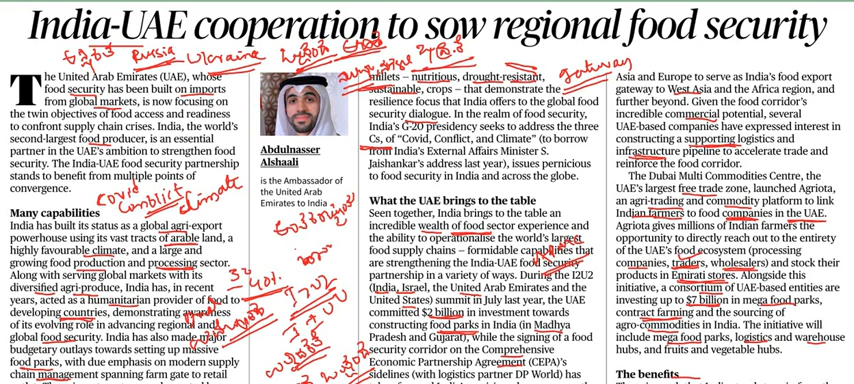 India-UAE cooperation to sow regional food security
Russia Ukraine
The United Arab Emirates (UAE), whose
food security has been built on imports
from global markets, is now focusing on
the twin objectives of food access and readiness
to confront supply chain crises. India, the world's
second-largest food producer, is an essential
partner in the UAE's ambition to strengthen food
security. The India-UAE food security partnership
stands to benefit from multiple points of
convergence.
Covid
Conflict
climate
Many capabilities
India has built its status as a global agri-export
powerhouse using its vast tracts of arable land, a
highly favourable climate, and a large and
growing food production and processing sector.
Along with serving global markets with its
diversified agri-produce, India has, in recent
years, acted as a humanitarian provider of food to
developing countries, demonstrating awareness
of its evolving role in advancing regional and
global food security. India has also made major
budgetary outlays towards setting up massive
food parks, with due emphasis on modern supply
chain management spanning farm gate to retail
Abdulnasser
Alshaali
is the Ambassador of
the United Arab
Emirates to India
40%
I2U2
millets – nutritious, drought-resistant,
sustainable, crops – that demonstrate the
resilience focus that India offers to the global food
security dialogue. In the realm of food security,
India's G-20 presidency seeks to address the three
Cs, of "Covid, Conflict, and Climate" (to borrow
from India's External Affairs Minister S.
Jaishankar's address last year), issues pernicious
to food security in India and across the globe.
What the UAE brings to the table
Seen together, India brings to the table an
incredible wealth of food sector experience and
the ability to operationalise the world's largest
food supply chains – formidable capabilities that
are strengthening the India-UAE food security
partnership in a variety of ways. During the I2U2
(India, Israel, the United Arab Emirates and the
United States) summit in July last year, the UAE
committed $2 billion in investment towards
constructing food parks in India (in Madhya
Pradesh and Gujarat), while the signing of a food
security corridor on the Comprehensive
Economic Partnership Agreement (CEPA)'s
sidelines (with logistics partner DP World) has
gateway
Asia and Europe to serve as India's food export
gateway to West Asia and the Africa region, and
further beyond. Given the food corridor's
incredible commercial potential, several
UAE-based companies have expressed interest in
constructing a supporting logistics and
infrastructure pipeline to accelerate trade and
reinforce the food corridor.
The Dubai Multi Commodities Centre, the
UAE's largest free trade zone, launched Agriota,
an agri-trading and commodity platform to link
Indian farmers to food companies in the UAE.
Agriota gives millions of Indian farmers the
opportunity to directly reach out to the entirety
of the UAE's food ecosystem (processing
companies, traders, wholesalers) and stock their
products in Emirati stores. Alongside this
initiative, a consortium of UAE-based entities are
investing up to $7 billion in mega food parks,
contract farming and the sourcing of
agro-commodities in India. The initiative will
include mega food parks, logistics and warehouse
hubs, and fruits and vegetable hubs.
The benefits